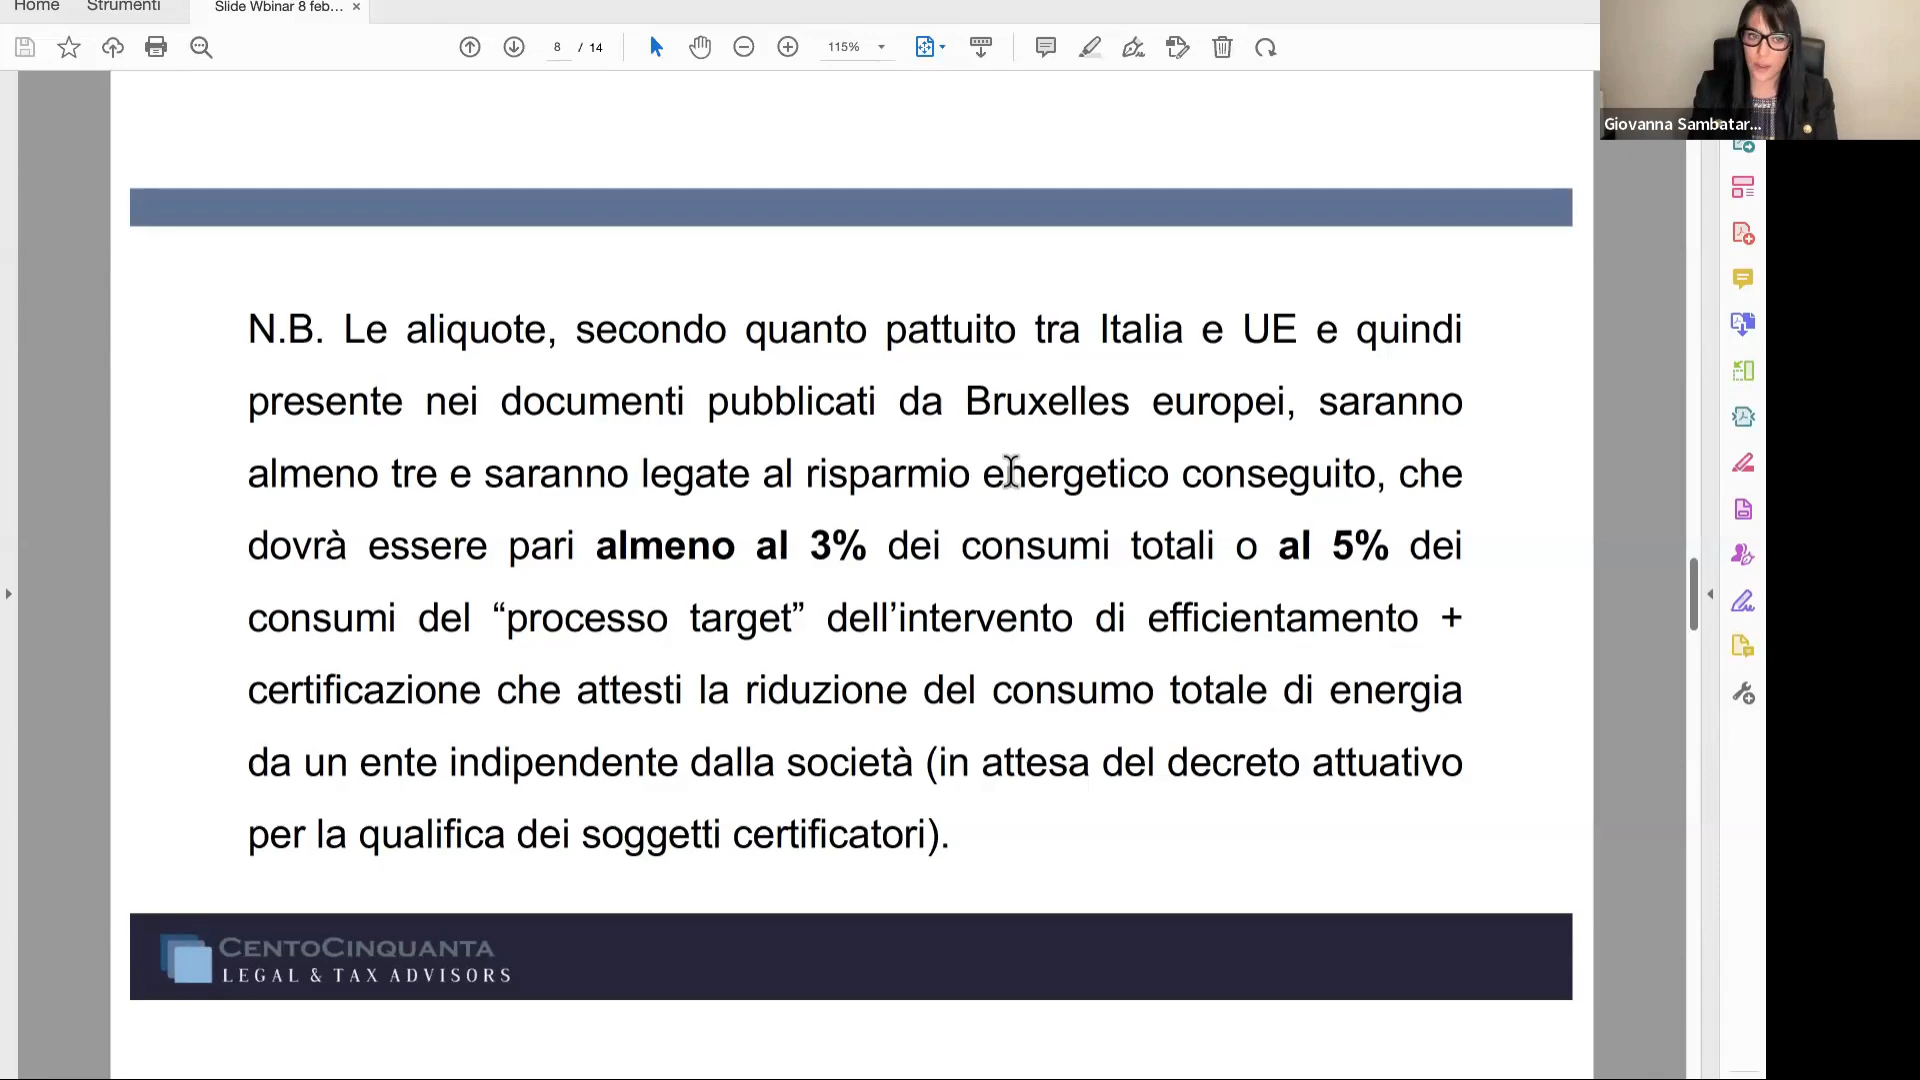 Home Strumenti Slide Wbinar 8 feb... ×
8 / 14 115%
Giovanna Sambatar...
N.B. Le aliquote, secondo quanto pattuito tra Italia e UE e quindi
presente nei documenti pubblicati da Bruxelles europei, saranno
almeno tre e saranno legate al risparmio energetico conseguito, che
dovrà essere pari almeno al 3% dei consumi totali o al 5% dei
consumi del “processo target” dell’intervento di efficientamento +
certificazione che attesti la riduzione del consumo totale di energia
da un ente indipendente dalla società (in attesa del decreto attuativo
per la qualifica dei soggetti certificatori).
CENTOCINQUANTA
LEGAL & TAX ADVISORS